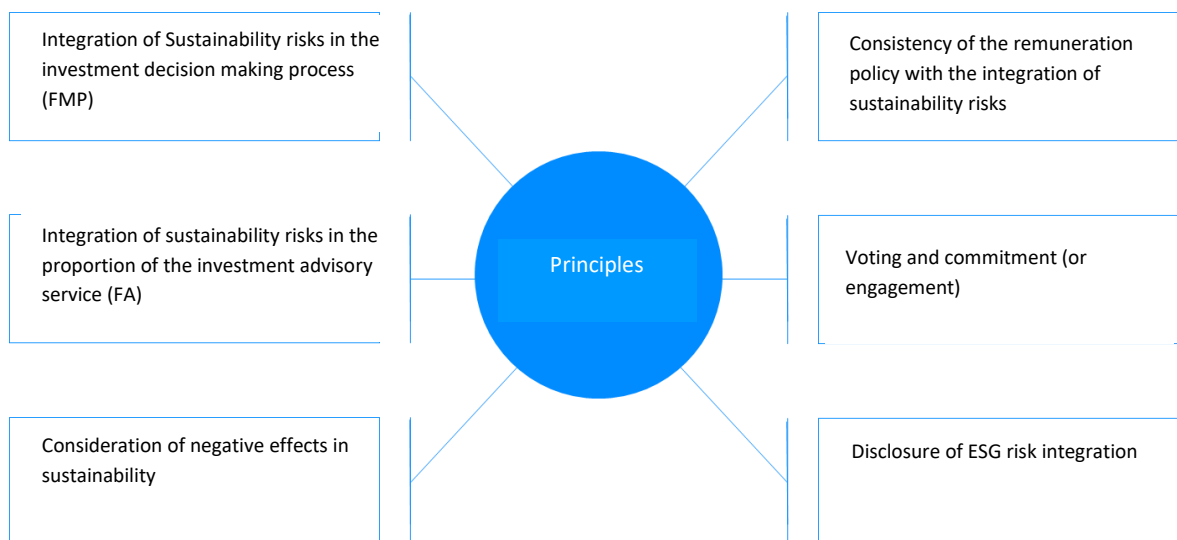 Integration of Sustainability risks in the
investment decision making process
(FMP)
Integration of sustainability risks in the
proportion of the investment advisory
service (FA)
Consideration of negative effects in
sustainability
Principles
Consistency of the remuneration
policy with the integration of
sustainability risks
Voting and commitment (or
engagement)
Disclosure of ESG risk integration